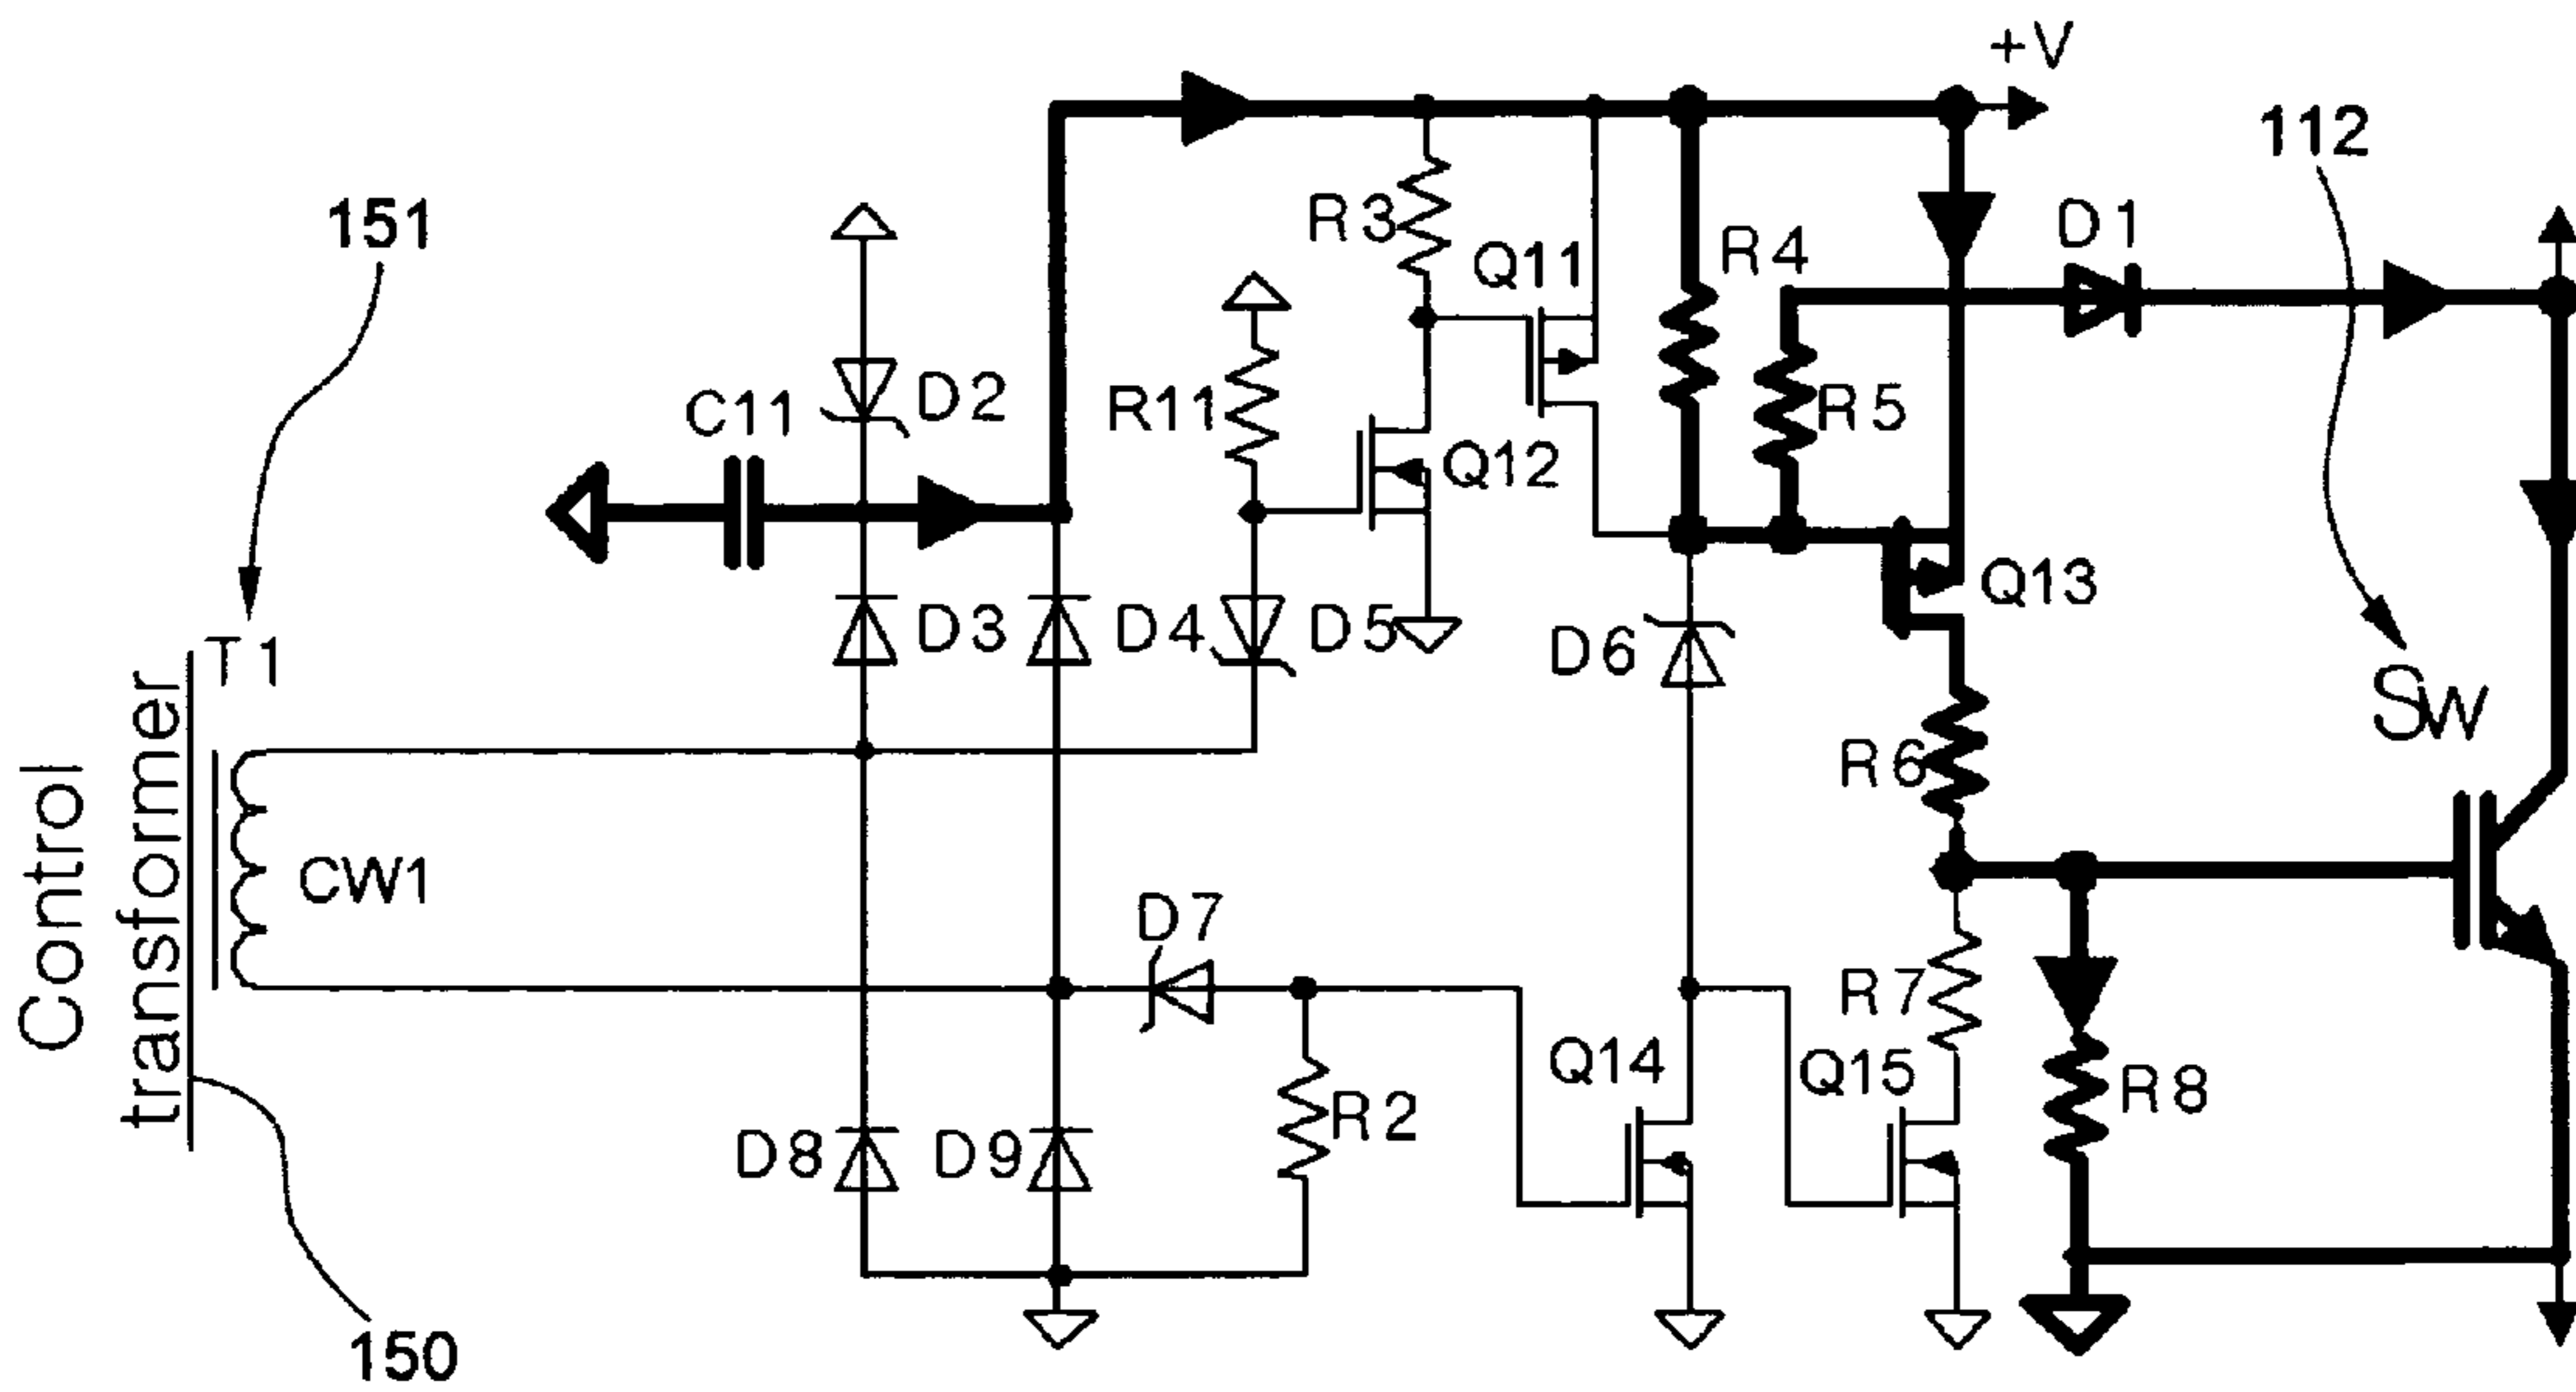 +V
112
151
D1
R3
R4
Q11
D2
C11
R11
R5
Q12
Q13
D3
D4
D5
D6
T1
SW
R6
Control
transformer
CW1
D7
R7
Q14
Q15
R8
R2
D8
D9
150